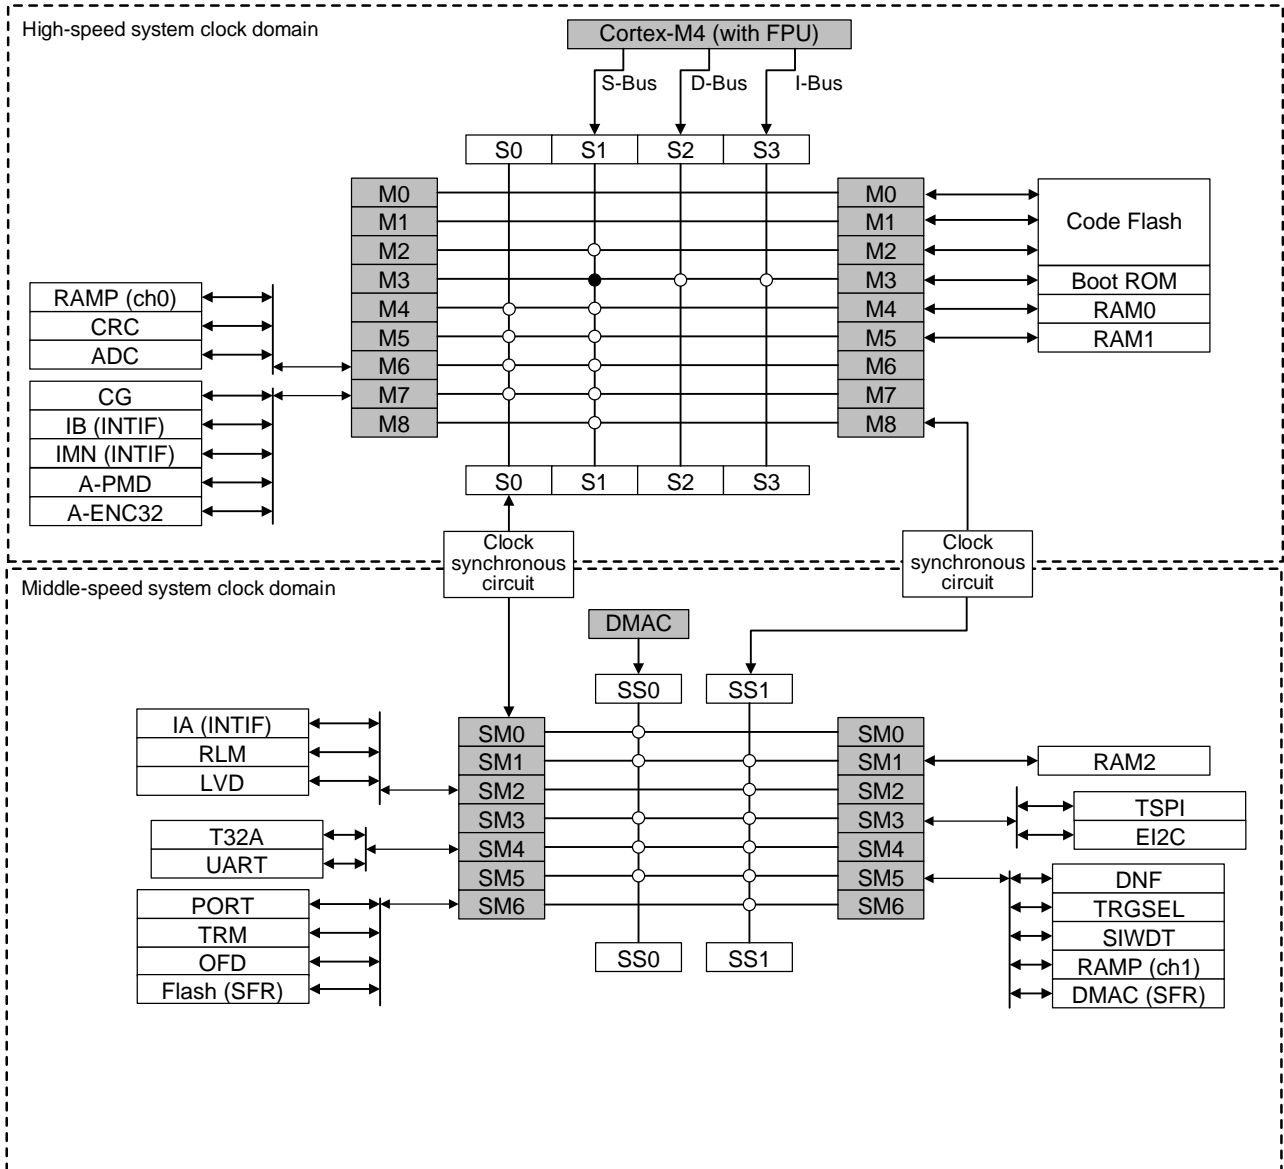 High-speed system clock domain
Cortex-M4 (with FPU)
S-Bus D-Bus I-Bus
S0 S1 S2 S3
M0 M0
M1 M1 Code Flash
M2 M2
M3 M3 Boot ROM
RAMP (ch0) M4 M4 RAM0
CRC M5 M5 RAM1
ADC M6 M6
CG M7 M7
IB (INTIF) M8 M8
IMN (INTIF)
A-PMD S0 S1 S2 S3
A-ENC32
Clock
synchronous
circuit
Clock
synchronous
circuit
Middle-speed system clock domain
DMAC
SS0 SS1
IA (INTIF) SM0 SM0
RLM SM1 SM1 RAM2
LVD SM2 SM2
SM3 SM3 TSPI
T32A SM4 SM4 EI2C
UART SM5 SM5 DNF
PORT SM6 SM6 TRGSEL
TRM SIWDT
OFD SS0 SS1 RAMP (ch1)
Flash (SFR) DMAC (SFR)